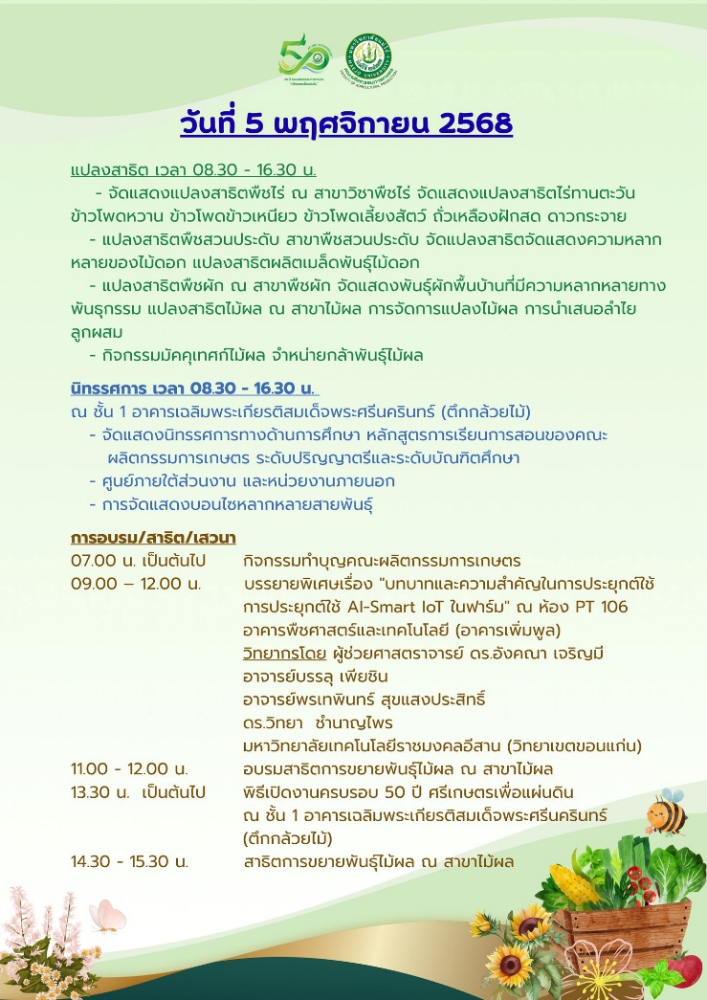 50
วันที่ 5 พฤศจิกายน 2568
แปลงสาธิต เวลา 08.30 - 16.30 น.
- จัดแสดงแปลงสาธิตพืชไร่ ณ สาขาวิชาพืชไร่ จัดแสดงแปลงสาธิตไร่ทานตะวัน
ข้าวโพดหวาน ข้าวโพดข้าวเหนียว ข้าวโพดเลี้ยงสัตว์ ถั่วเหลืองฝักสด ดาวกระจาย
- แปลงสาธิตพืชสวนประดับ สาขาพืชสวนประดับ จัดแปลงสาธิตจัดแสดงความหลาก
หลายของไม้ดอก แปลงสาธิตผลิตเมล็ดพันธุ์ไม้ดอก
- แปลงสาธิตพืชผัก ณ สาขาพืชผัก จัดแสดงพันธุ์ผักพื้นบ้านที่มีความหลากหลายทาง
พันธุกรรม แปลงสาธิตไม้ผล ณ สาขาไม้ผล การจัดการแปลงไม้ผล การนำเสนอลำไย
ลูกผสม
- กิจกรรมมัคคุเทศก์ไม้ผล จำหน่ายกล้าพันธุ์ไม้ผล
นิทรรศการ เวลา 08.30 - 16.30 น.
ณ ชั้น 1 อาคารเฉลิมพระเกียรติสมเด็จพระศรีนครินทร์ (ตึกกล้วยไม้)
- จัดแสดงนิทรรศการทางด้านการศึกษา หลักสูตรการเรียนการสอนของคณะ
ผลิตกรรมการเกษตร ระดับปริญญาตรีและระดับบัณฑิตศึกษา
- ศูนย์ภายใต้ส่วนงาน และหน่วยงานภายนอก
- การจัดแสดงบอนไซหลากหลายสายพันธุ์
การอบรม/สาธิต/เสวนา
07.00 น. เป็นต้นไป กิจกรรมทำบุญคณะผลิตกรรมการเกษตร
09.00 – 12.00 น. บรรยายพิเศษเรื่อง "บทบาทและความสำคัญในการประยุกต์ใช้
การประยุกต์ใช้ AI-Smart IoT ในฟาร์ม" ณ ห้อง PT 106
อาคารพืชศาสตร์และเทคโนโลยี (อาคารเพิ่มพูล)
วิทยากรโดย ผู้ช่วยศาสตราจารย์ ดร.อังคณา เจริญมี
อาจารย์บรรลุ เพียชิน
อาจารย์พรเทพินทร์ สุขแสงประสิทธิ์
ดร.วิทยา ชำนาญไพร
มหาวิทยาลัยเทคโนโลยีราชมงคลอีสาน (วิทยาเขตขอนแก่น)
11.00 - 12.00 น. อบรมสาธิตการขยายพันธุ์ไม้ผล ณ สาขาไม้ผล
13.30 น. เป็นต้นไป พิธีเปิดงานครบรอบ 50 ปี ศรีเกษตรเพื่อแผ่นดิน
ณ ชั้น 1 อาคารเฉลิมพระเกียรติสมเด็จพระศรีนครินทร์
(ตึกกล้วยไม้)
14.30 - 15.30 น. สาธิตการขยายพันธุ์ไม้ผล ณ สาขาไม้ผล